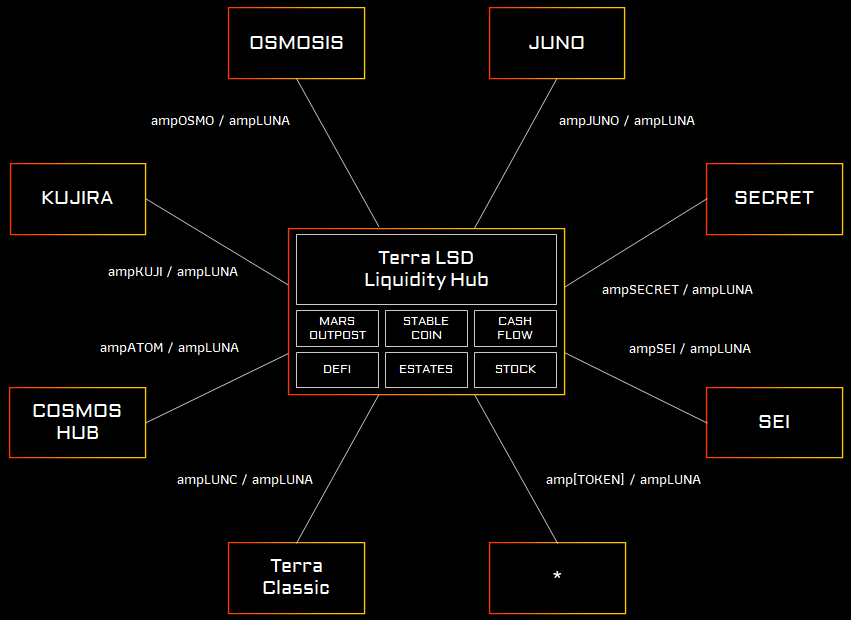 OSMOSIS
JUNO
ampOSMO / ampLUNA
ampJUNO / ampLUNA
KUJIRA
SECRET
Terra LSD
Liquidity Hub
ampKUJI / ampLUNA
ampSECRET / ampLUNA
MARS
OUTPOST
STABLE
COIN
CASH
FLOW
ampATOM / ampLUNA
ampSEI / ampLUNA
DEFI
ESTATES
STOCK
COSMOS
HUB
SEI
ampLUNC / ampLUNA
amp[TOKEN] / ampLUNA
Terra
Classic
*